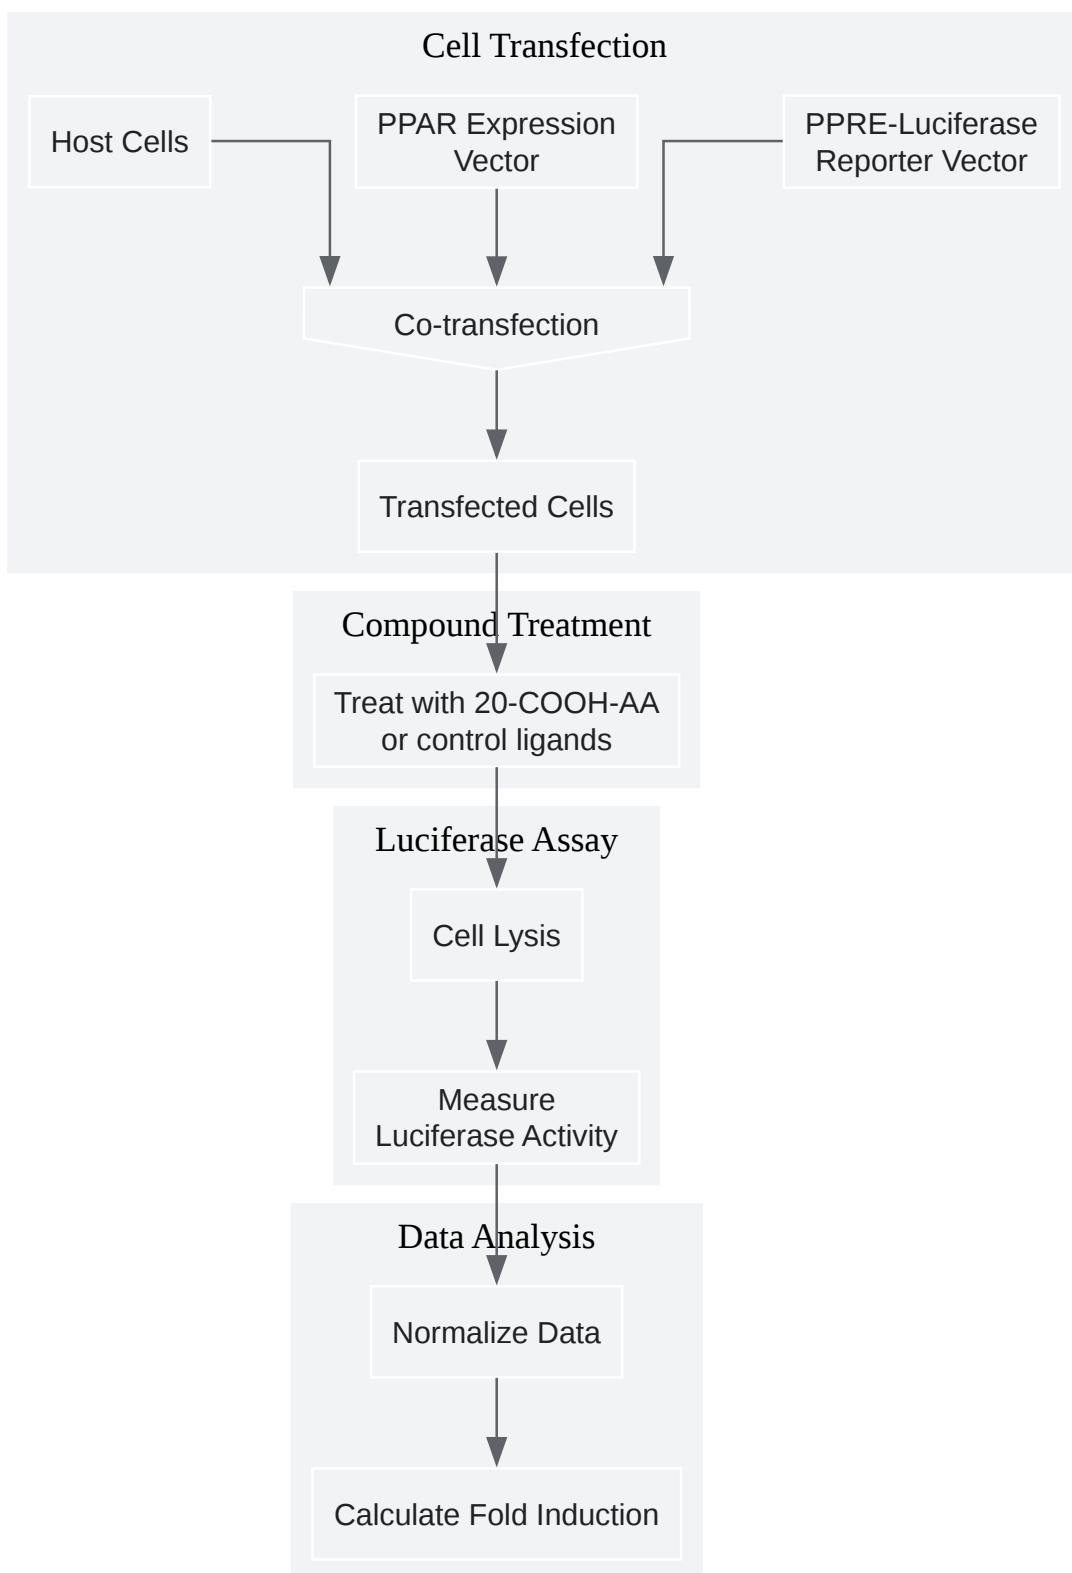 Cell Transfection
Host Cells
PPAR Expression
Vector
PPRE-Luciferase
Reporter Vector
Co-transfection
Transfected Cells
Compound Treatment
Treat with 20-COOH-AA
or control ligands
Luciferase Assay
Cell Lysis
Measure
Luciferase Activity
Data Analysis
Normalize Data
Calculate Fold Induction